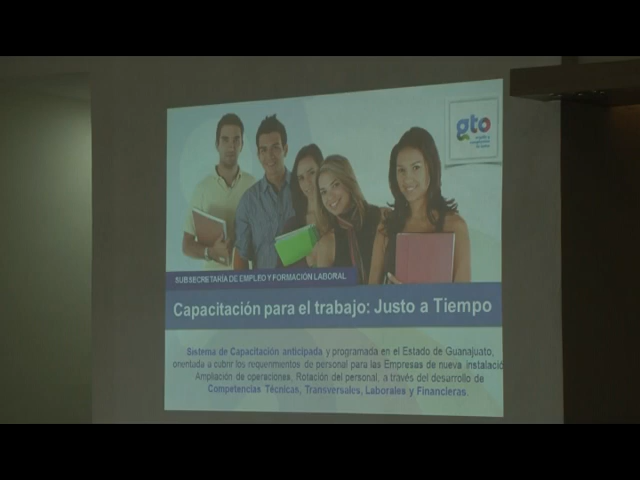 gto
SUBSECRETARÍA DE EMPLEO Y FORMACIÓN LABORAL
Capacitación para el trabajo: Justo a Tiempo
Sistema de Capacitación anticipada y programada en el Estado de Guanajuato,
orientada a cubrir los requerimientos de personal para las Empresas de nueva instalació
Ampliación de operaciones, Rotación del personal, a través del desarrollo de
Competencias Técnicas, Transversales, Laborales y Financieras.